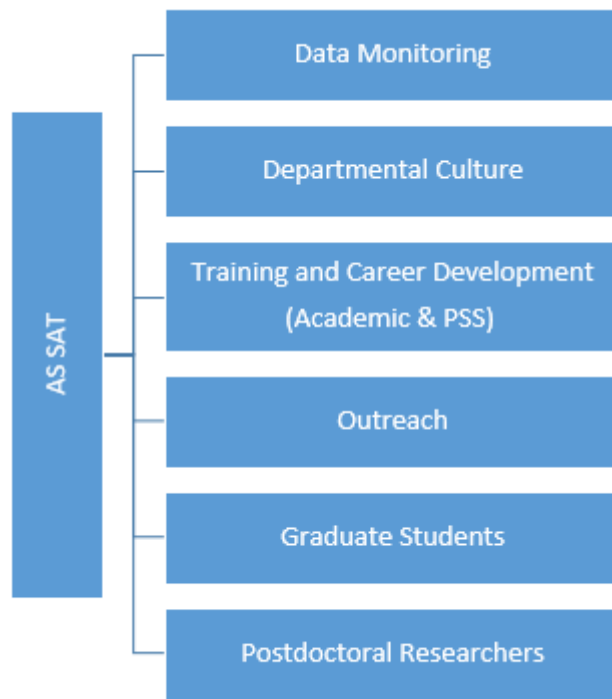 AS SAT
Data Monitoring
Departmental Culture
Training and Career Development
(Academic & PSS)
Outreach
Graduate Students
Postdoctoral Researchers